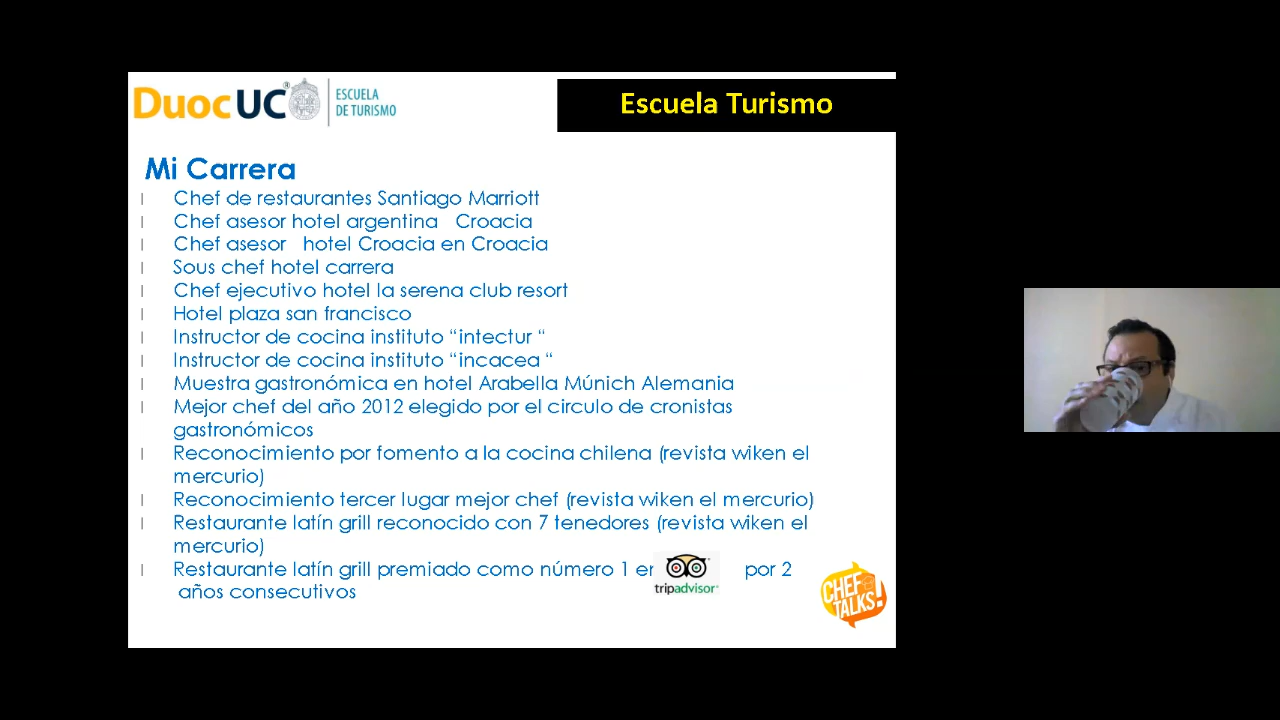 DuocUC® ESCUELA
DE TURISMO
Escuela Turismo
Mi Carrera
Chef de restaurantes Santiago Marriott
Chef asesor hotel argentina Croacia
Chef asesor hotel Croacia en Croacia
Sous chef hotel carrera
Chef ejecutivo hotel la serena club resort
Hotel plaza san francisco
Instructor de cocina instituto “intectur “
Instructor de cocina instituto “incacea “
Muestra gastronómica en hotel Arabella Múnich Alemania
Mejor chef del año 2012 elegido por el circulo de cronistas
gastronómicos
Reconocimiento por fomento a la cocina chilena (revista wiken el
mercurio)
Reconocimiento tercer lugar mejor chef (revista wiken el mercurio)
Restaurante latín grill reconocido con 7 tenedores (revista wiken el
mercurio)
Restaurante latín grill premiado como número 1 en tripadvisor por 2
años consecutivos
CHEF
TALKS!